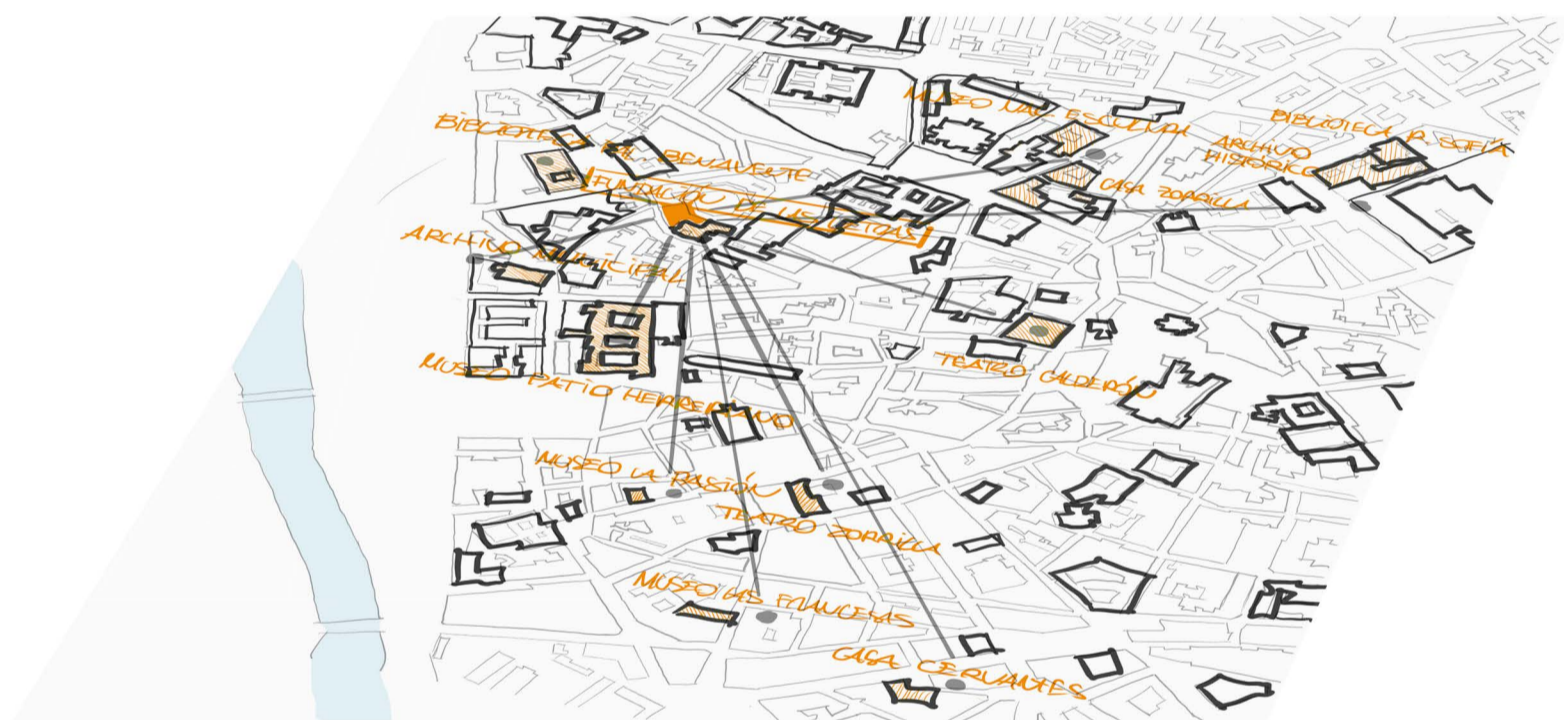 MUSEO NAL. ESCULTURA
BIBLIOTECA R. SOFÍA
ARCHIVO
HISTÓRICO
BIBLIOTECA BENAVENTE
CASA ZORRILLA
FUNDACIÓN DE LAS LETRAS
ARCHIVO MUNICIPAL
TEATRO CALDERÓN
MUSEO PATIO HERRERIANO
MUSEO LA PASIÓN
TEATRO ZORRILLA
MUSEO LAS FRANCESAS
CASA CERVANTES